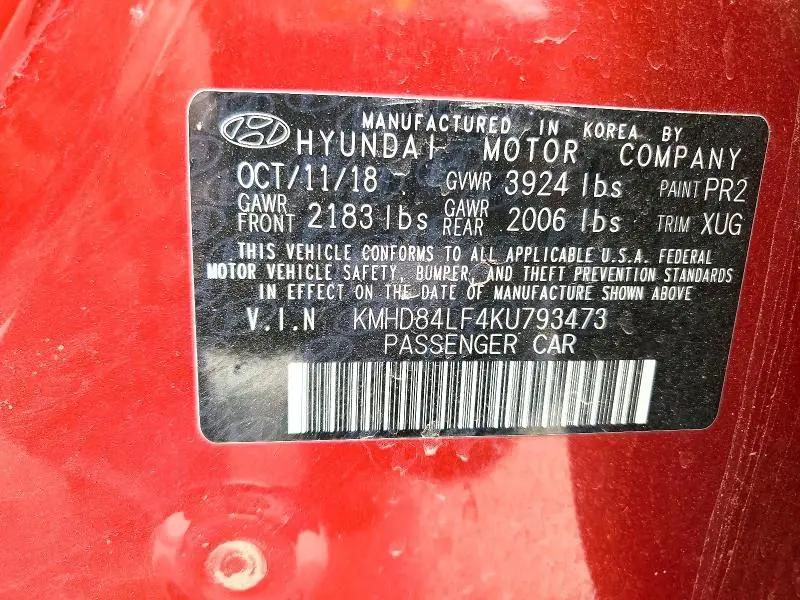 MANUFACTURED IN KOREA BY
HYUNDAI MOTOR COMPANY
OCT/11/18 GVWR 3924 lbs PAINT PR2
GAWR FRONT 2183 lbs GAWR REAR 2006 lbs TRIM XUG
THIS VEHICLE CONFORMS TO ALL APPLICABLE U.S.A. FEDERAL
MOTOR VEHICLE SAFETY, BUMPER, AND THEFT PREVENTION STANDARDS
IN EFFECT ON THE DATE OF MANUFACTURE SHOWN ABOVE
V.I.N KMHD84LF4KU793473
PASSENGER CAR